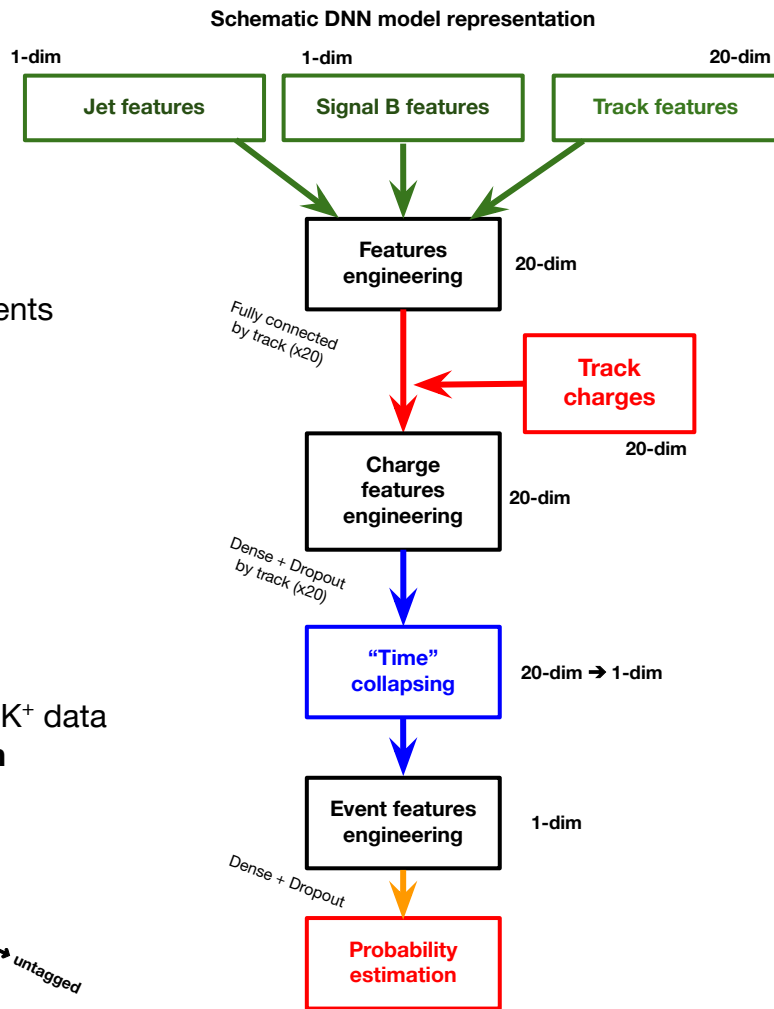 Schematic DNN model representation
1-dim
1-dim
20-dim
Jet features
Signal B features
Track features
Features
engineering
20-dim
ents
Fully connected
by track (x20)
Track
charges
20-dim
Charge
features
engineering
20-dim
Dense + Dropout
by track (x20)
“Time”
collapsing
20-dim ➔ 1-dim
K⁺ data
n
Event features
engineering
1-dim
Dense + Dropout
Probability
estimation
➔ untagged